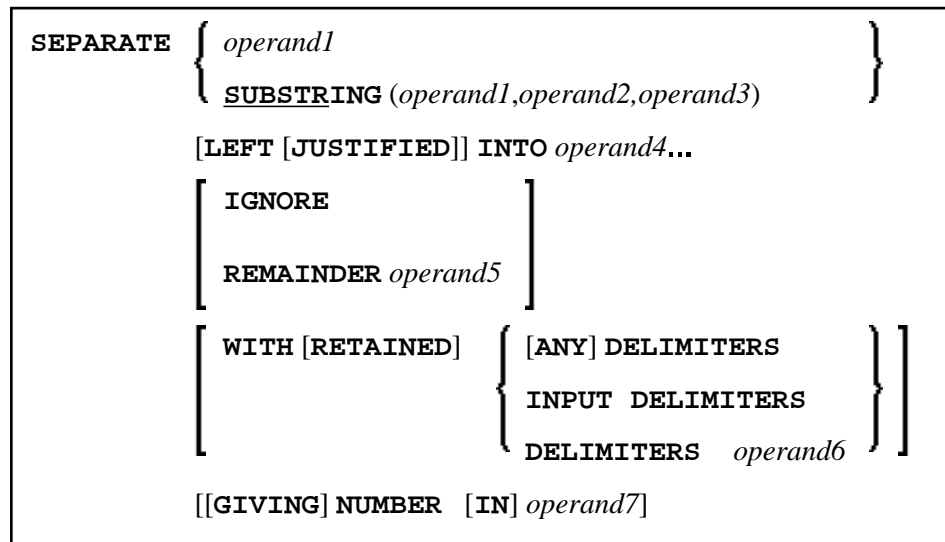 SEPARATE operand1
SUBSTRING (operand1,operand2,operand3)
[LEFT [JUSTIFIED]] INTO operand4...
IGNORE
REMAINDER operand5
WITH [RETAINED] [ANY] DELIMITERS
INPUT DELIMITERS
DELIMITERS operand6
[[GIVING] NUMBER [IN] operand7]